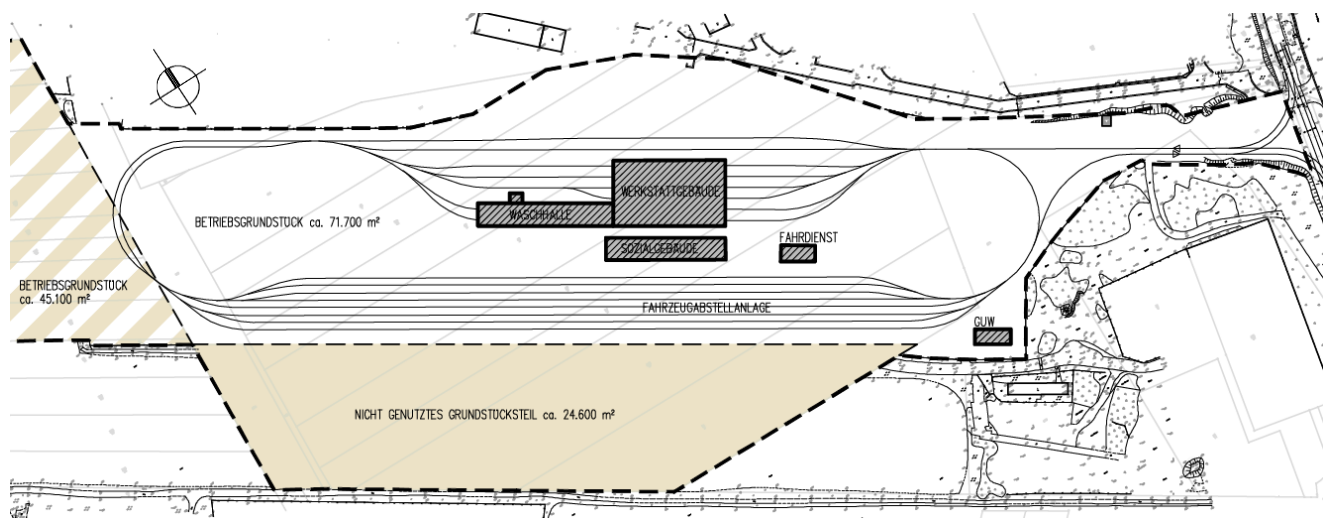 WERKSTATTGEBÄUDE
WASCHHALLE
BETRIEBSGRUNDSTÜCK ca. 71.700 m²
FAHRDIENST
SOZIALGEBÄUDE
BETRIEBSGRUNDSTÜCK
ca. 45.100 m²
FAHRZEUGABSTELLANLAGE
GUW
NICHT GENUTZTES GRUNDSTÜCKSTEIL ca. 24.600 m²